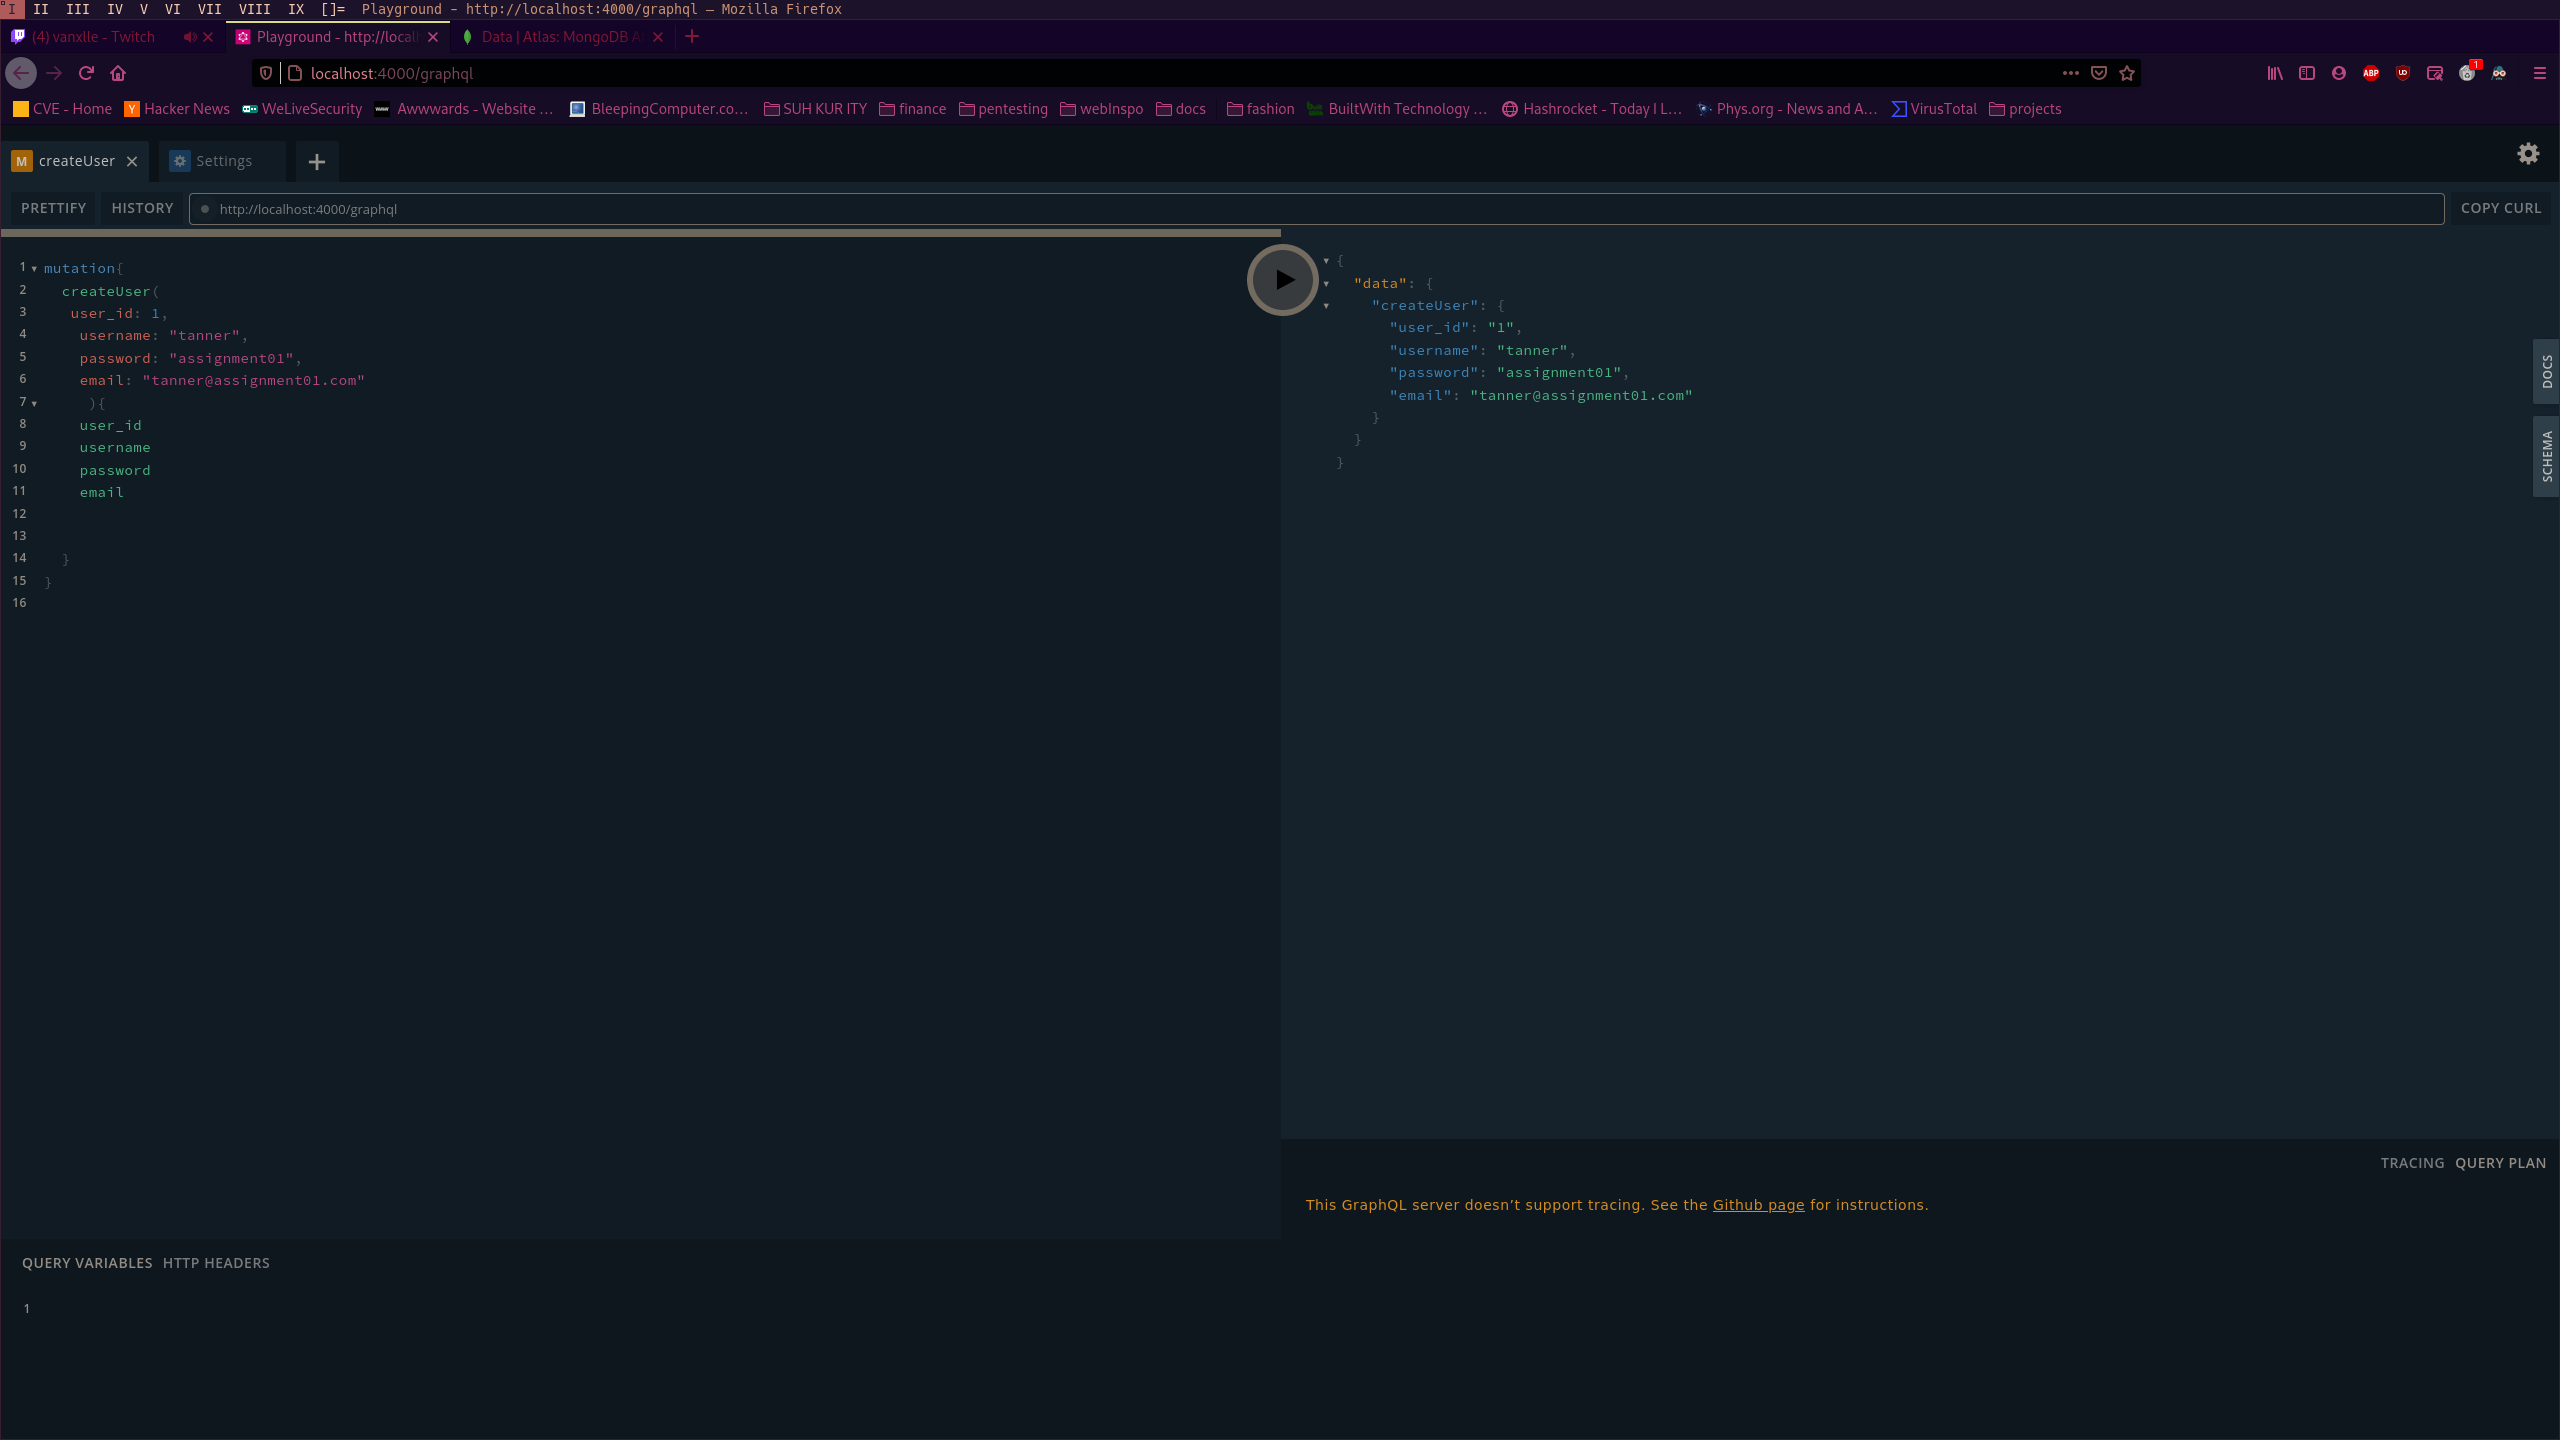 I II III IV V VI VII VIII IX []= Playground - http://localhost:4000/graphql — Mozilla Firefox
(4) vanxlle - Twitch Playground - http://local Data | Atlas: MongoDB A
localhost:4000/graphql
CVE - Home Hacker News WeLiveSecurity Awwwards - Website ... BleepingComputer.co... SUH KUR ITY finance pentesting webInspo docs fashion BuiltWith Technology ... Hashrocket - Today I L... Phys.org - News and A... VirusTotal projects
M createUser Settings
PRETTIFY HISTORY http://localhost:4000/graphql COPY CURL
1 mutation{
2 createUser(
3 user_id: 1,
4 username: "tanner",
5 password: "assignment01",
6 email: "tanner@assignment01.com"
7 ){
8 user_id
9 username
10 password
11 email
12
13
14 }
15 }
16
{
"data": {
"createUser": {
"user_id": "1",
"username": "tanner",
"password": "assignment01",
"email": "tanner@assignment01.com"
}
}
}
DOCS
SCHEMA
TRACING QUERY PLAN
This GraphQL server doesn’t support tracing. See the Github page for instructions.
QUERY VARIABLES HTTP HEADERS
1